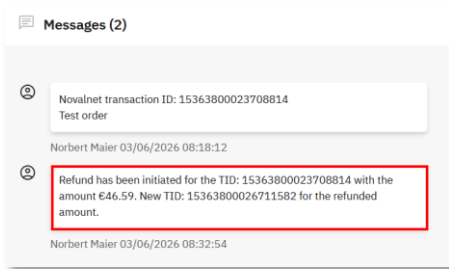 Messages (2)
Novalnet transaction ID: 15363800023708814
Test order
Norbert Maier 03/06/2026 08:18:12
Refund has been initiated for the TID: 15363800023708814 with the
amount €46.59. New TID: 15363800026711582 for the refunded
amount.
Norbert Maier 03/06/2026 08:32:54